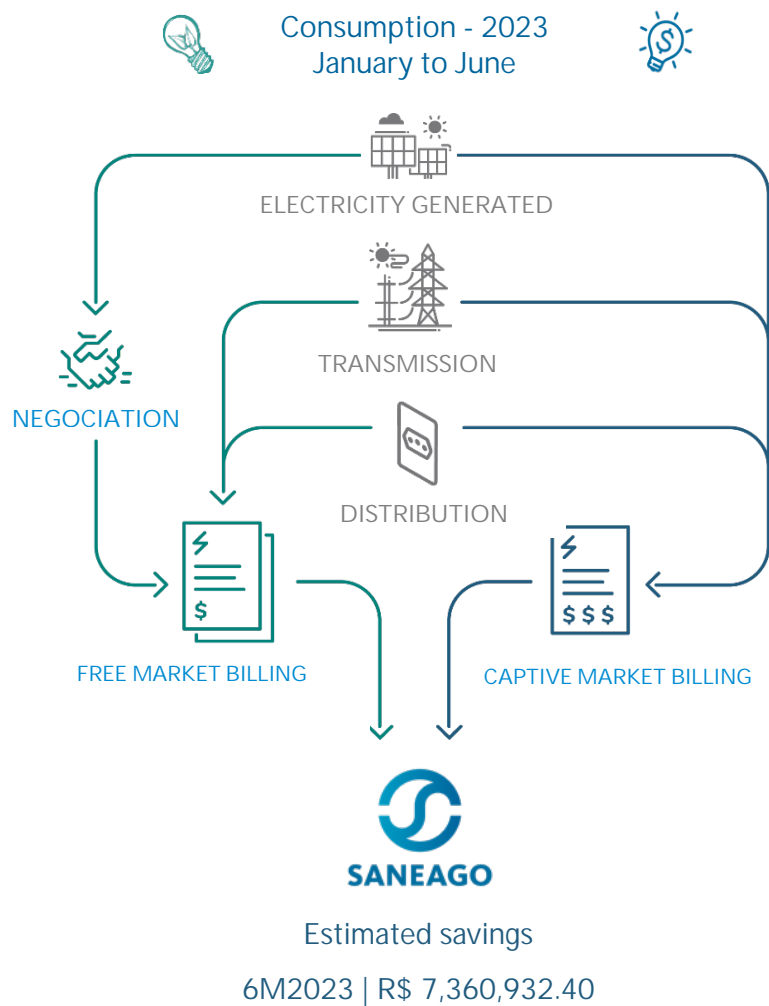 Consumption - 2023
January to June
$
ELECTRICITY GENERATED
TRANSMISSION
NEGOCIATION
DISTRIBUTION
$
$ $ $
FREE MARKET BILLING
CAPTIVE MARKET BILLING
SANEAGO
Estimated savings
6M2023 | R$ 7,360,932.40